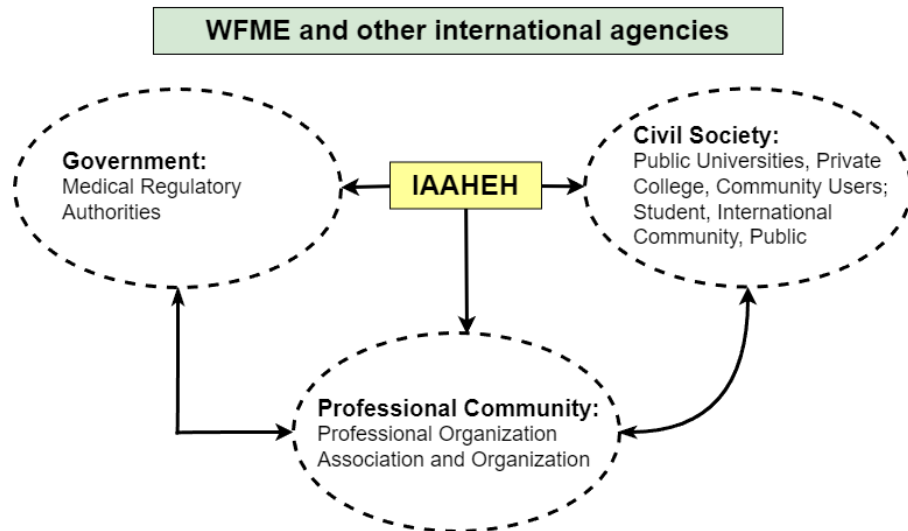 WFME and other international agencies
Government:
Medical Regulatory
Authorities
IAAHEH
Civil Society:
Public Universities, Private
College, Community Users;
Student, International
Community, Public
Professional Community:
Professional Organization
Association and Organization